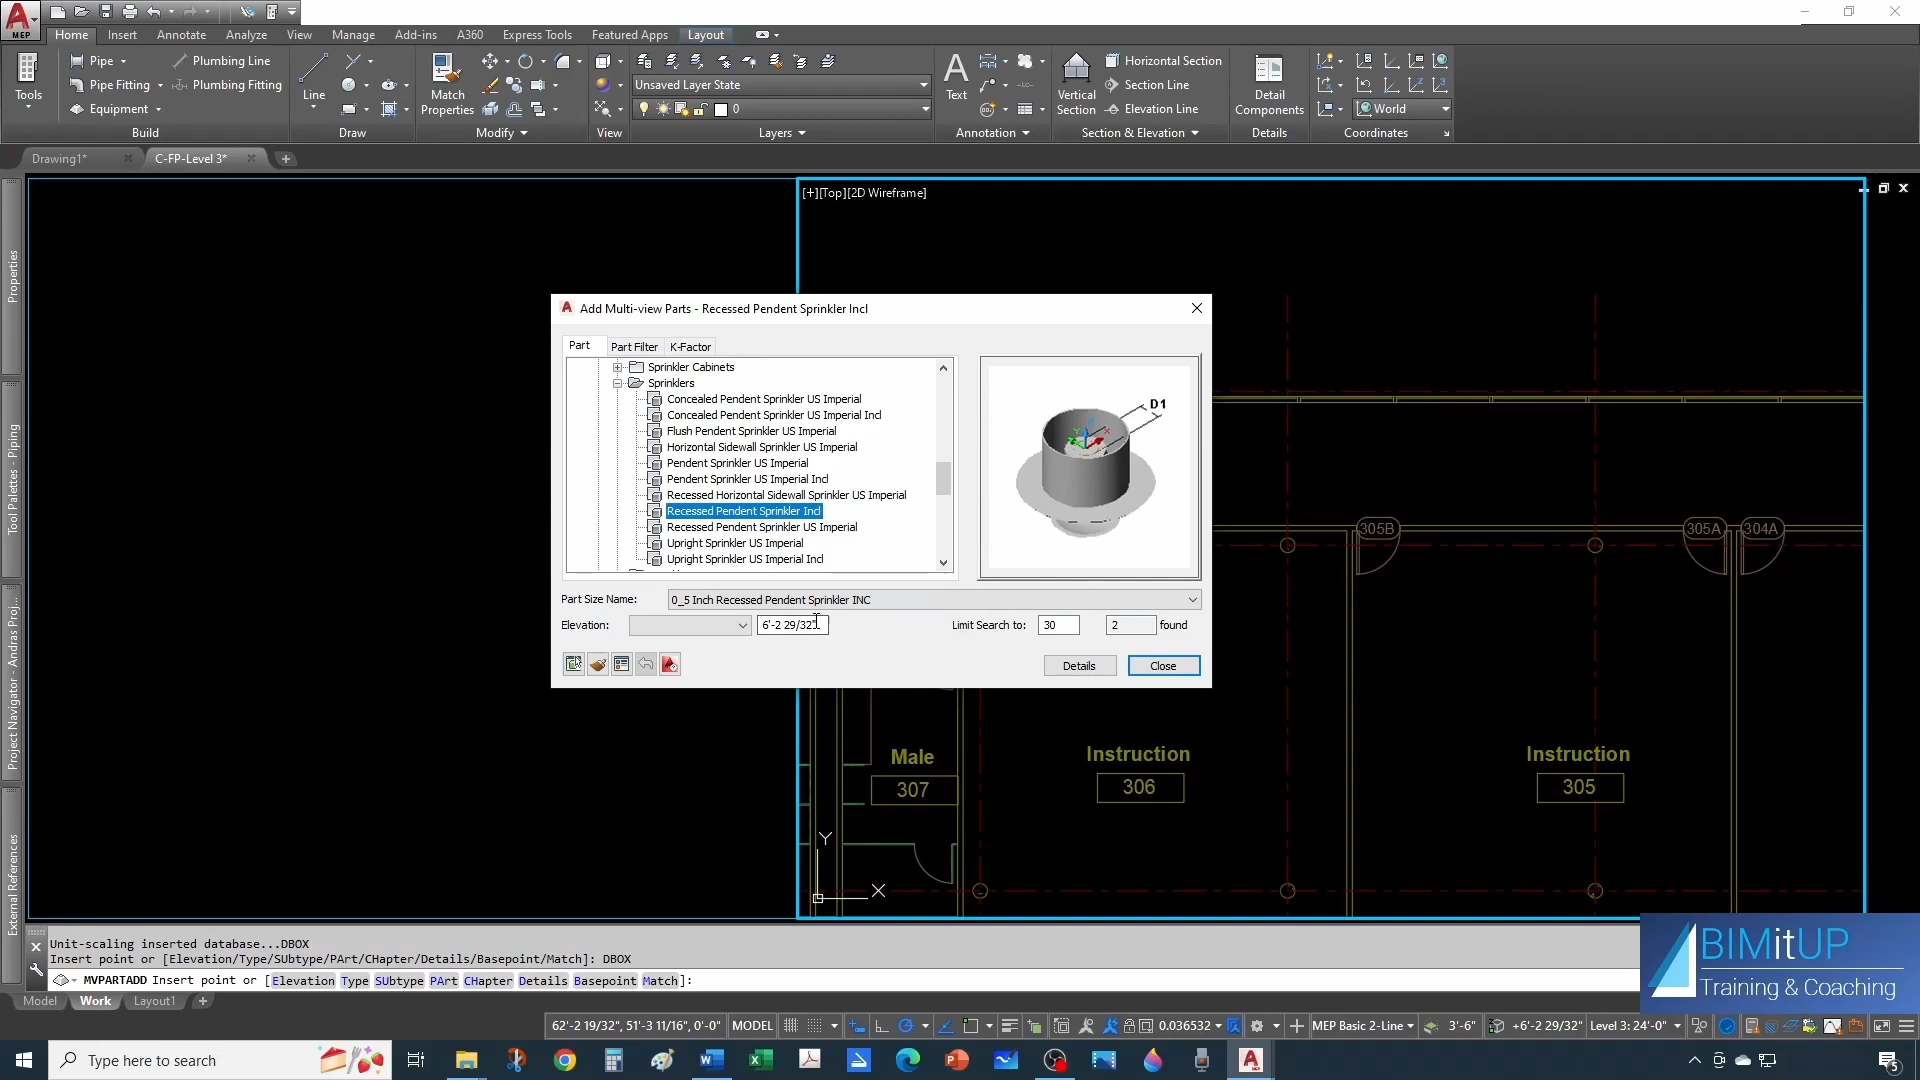 MEP
Home Insert Annotate Analyze View Manage Add-ins A360 Express Tools Featured Apps Layout
Tools
Pipe
Pipe Fitting
Equipment
Plumbing Line
Plumbing Fitting
Build
Line
Draw
Match
Properties
Modify
View
Unsaved Layer State
0
Layers
Text
Annotation
Vertical
Section
Horizontal Section
Section Line
Elevation Line
Section & Elevation
Detail
Components
Details
World
Coordinates
Drawing1* C-FP-Level 3*
Properties
Tool Palettes - Piping
Project Navigator - Andras Proj...
External References
[+][Top][2D Wireframe]
Add Multi-view Parts - Recessed Pendent Sprinkler Incl
Part Part Filter K-Factor
Sprinkler Cabinets
Sprinklers
Concealed Pendent Sprinkler US Imperial
Concealed Pendent Sprinkler US Imperial Incl
Flush Pendent Sprinkler US Imperial
Horizontal Sidewall Sprinkler US Imperial
Pendent Sprinkler US Imperial
Pendent Sprinkler US Imperial Incl
Recessed Horizontal Sidewall Sprinkler US Imperial
Recessed Pendent Sprinkler Incl
Recessed Pendent Sprinkler US Imperial
Upright Sprinkler US Imperial
Upright Sprinkler US Imperial Incl
D1
Part Size Name: 0_5 Inch Recessed Pendent Sprinkler INC
Elevation: 6'-2 29/32" Limit Search to: 30 2 found
Details Close
305B 305A 304A
Male
307
Instruction
306
Instruction
305
Y
X
Unit-scaling inserted database...DBOX
Insert point or [Elevation/Type/SUbtype/PArt/CHapter/Details/Basepoint/Match]: DBOX
MVPARTADD Insert point or [Elevation Type SUbtype PArt CHapter Details Basepoint Match]:
Model Work Layout1
BIMitUP
Training & Coaching
62'-2 19/32", 51'-3 11/16", 0'-0" MODEL 0.036532 MEP Basic 2-Line 3'-6" +6'-2 29/32" Level 3: 24'-0"
Type here to search
5